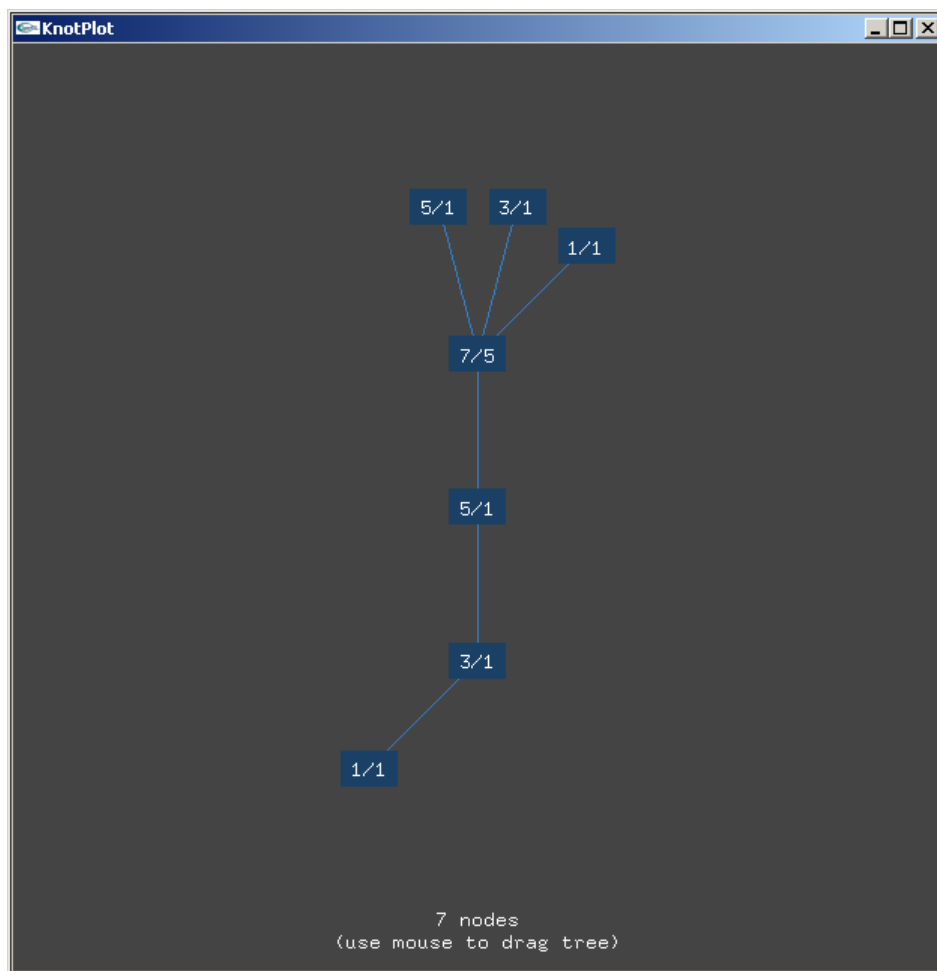 KnotPlot
5/1
3/1
1/1
7/5
5/1
3/1
1/1
7 nodes
(use mouse to drag tree)